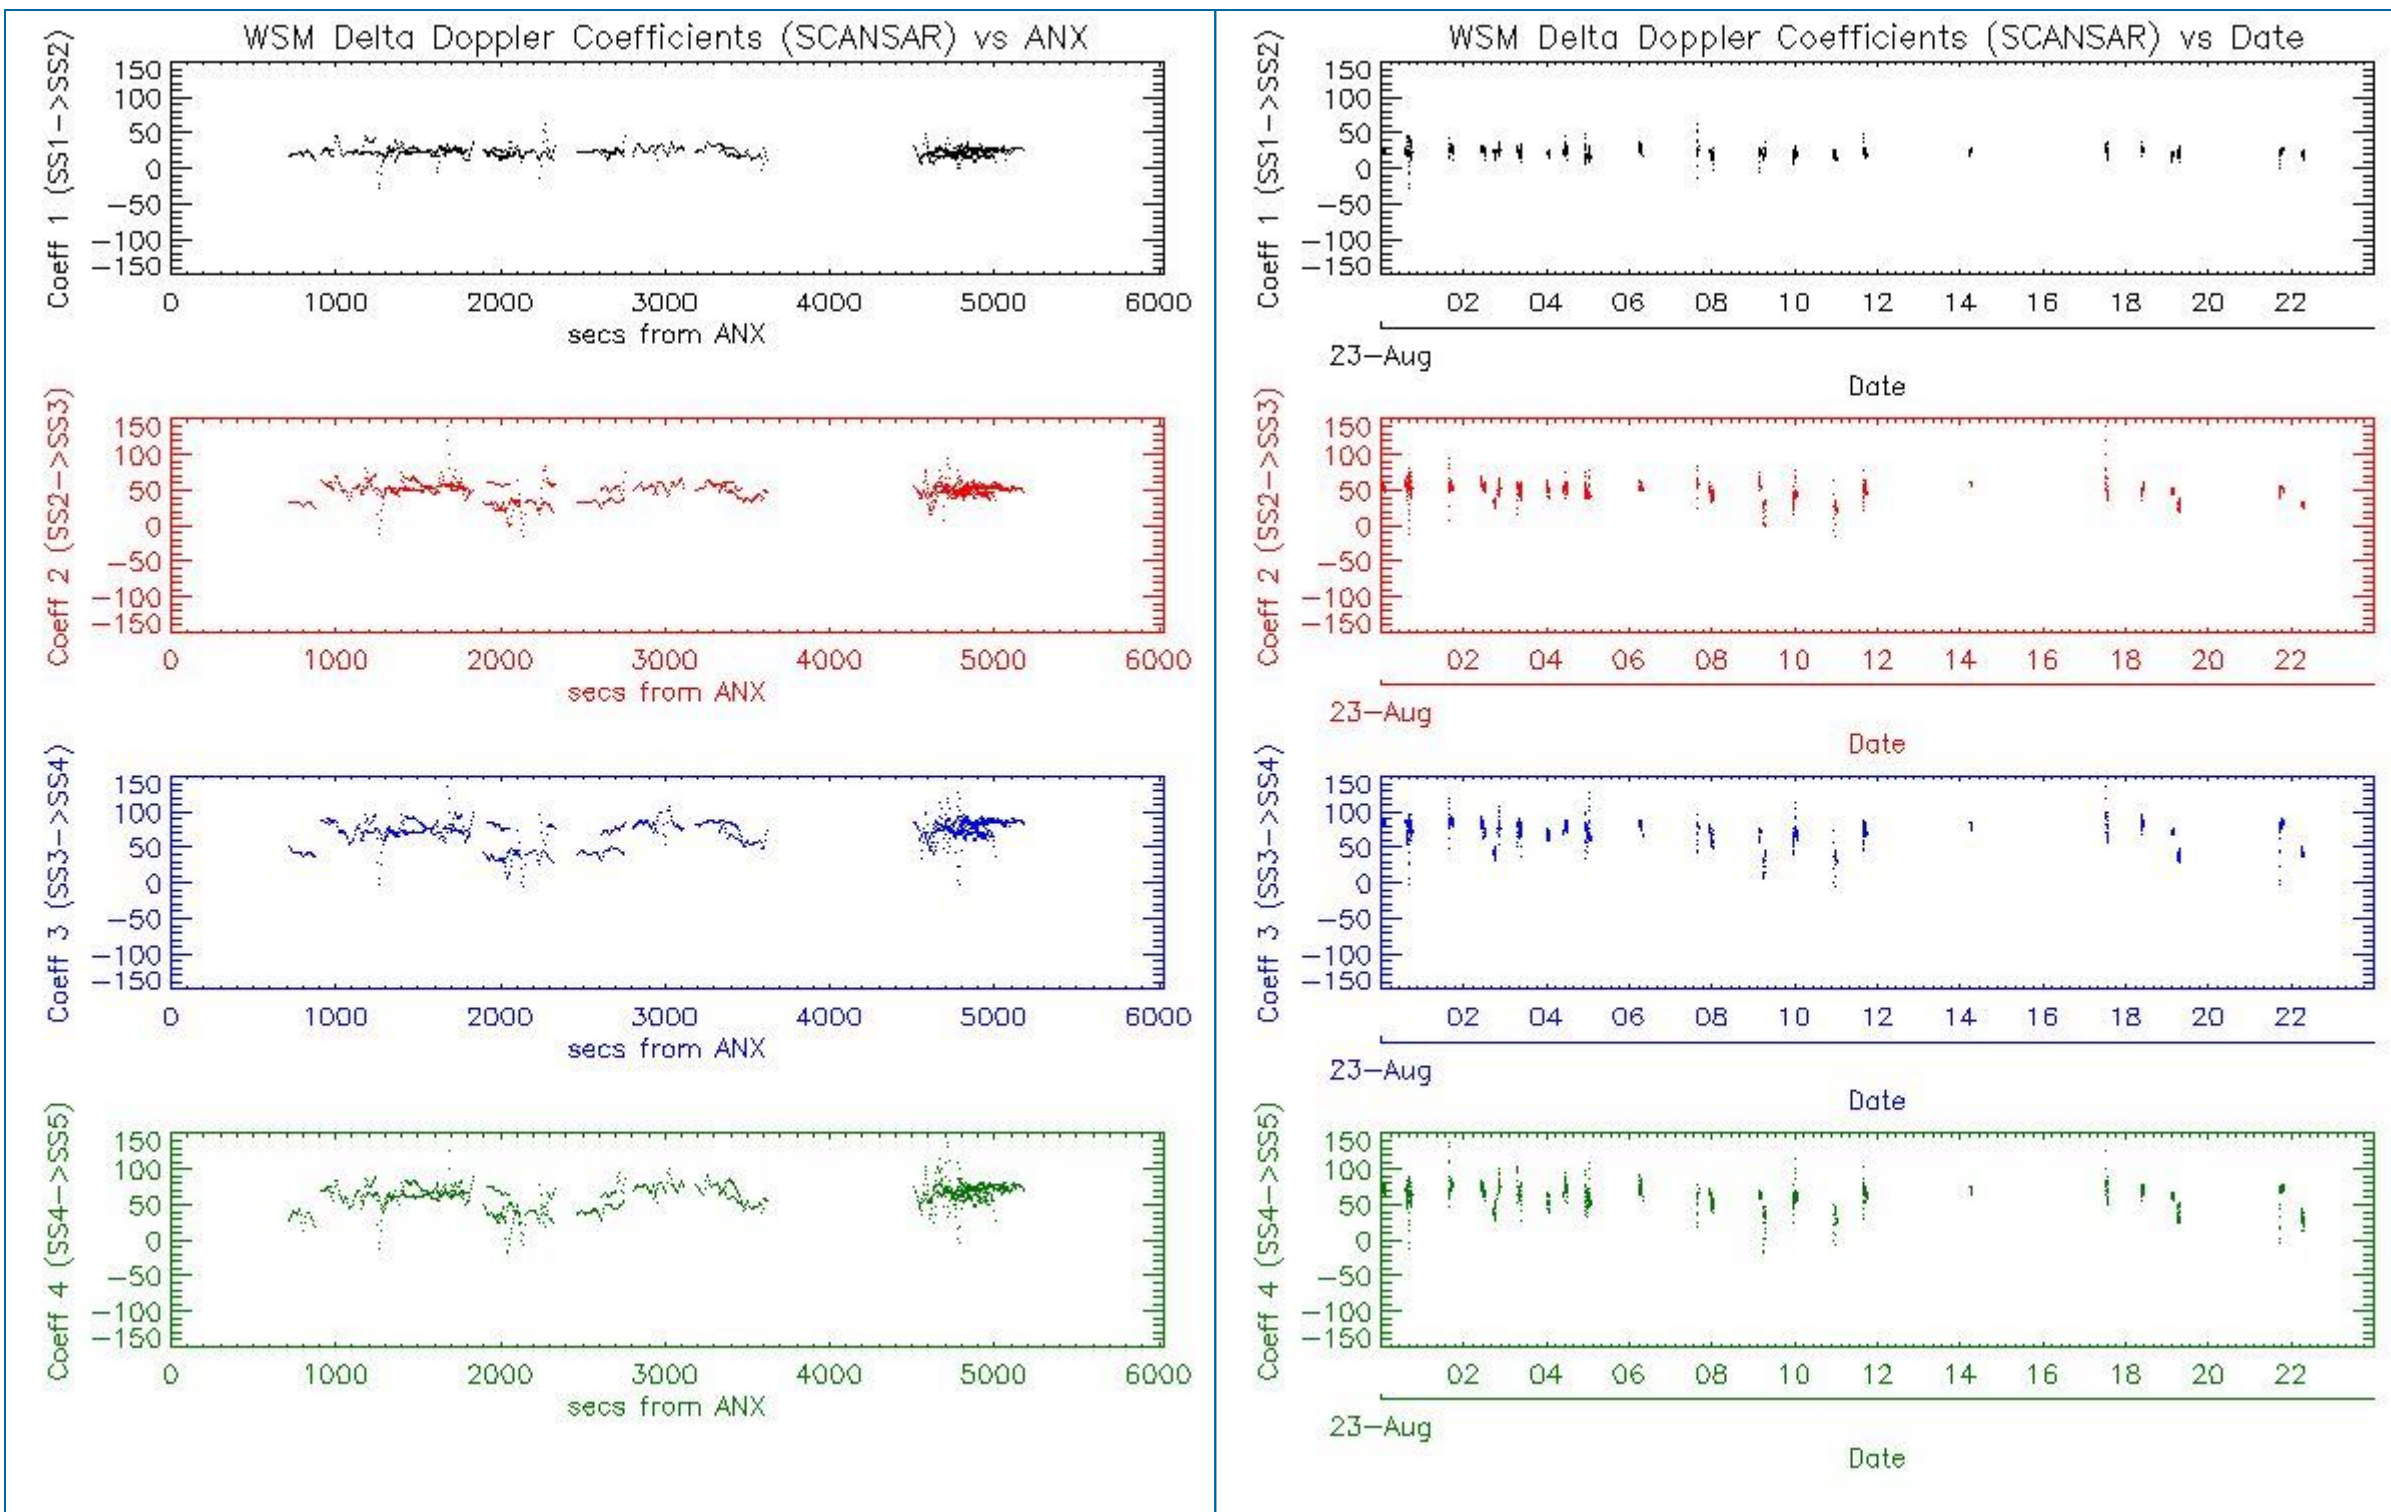 WSM Delta Doppler Coefficients (SCANSAR) vs ANX
Coeff 1 (SS1->SS2)
150
100
50
0
-50
-100
-150
0 1000 2000 3000 4000 5000 6000
secs from ANX
Coeff 2 (SS2->SS3)
150
100
50
0
-50
-100
-150
0 1000 2000 3000 4000 5000 6000
secs from ANX
Coeff 3 (SS3->SS4)
150
100
50
0
-50
-100
-150
0 1000 2000 3000 4000 5000 6000
secs from ANX
Coeff 4 (SS4->SS5)
150
100
50
0
-50
-100
-150
0 1000 2000 3000 4000 5000 6000
secs from ANX
WSM Delta Doppler Coefficients (SCANSAR) vs Date
Coeff 1 (SS1->SS2)
150
100
50
0
-50
-100
-150
02 04 06 08 10 12 14 16 18 20 22
23-Aug
Date
Coeff 2 (SS2->SS3)
150
100
50
0
-50
-100
-150
02 04 06 08 10 12 14 16 18 20 22
23-Aug
Date
Coeff 3 (SS3->SS4)
150
100
50
0
-50
-100
-150
02 04 06 08 10 12 14 16 18 20 22
23-Aug
Date
Coeff 4 (SS4->SS5)
150
100
50
0
-50
-100
-150
02 04 06 08 10 12 14 16 18 20 22
23-Aug
Date